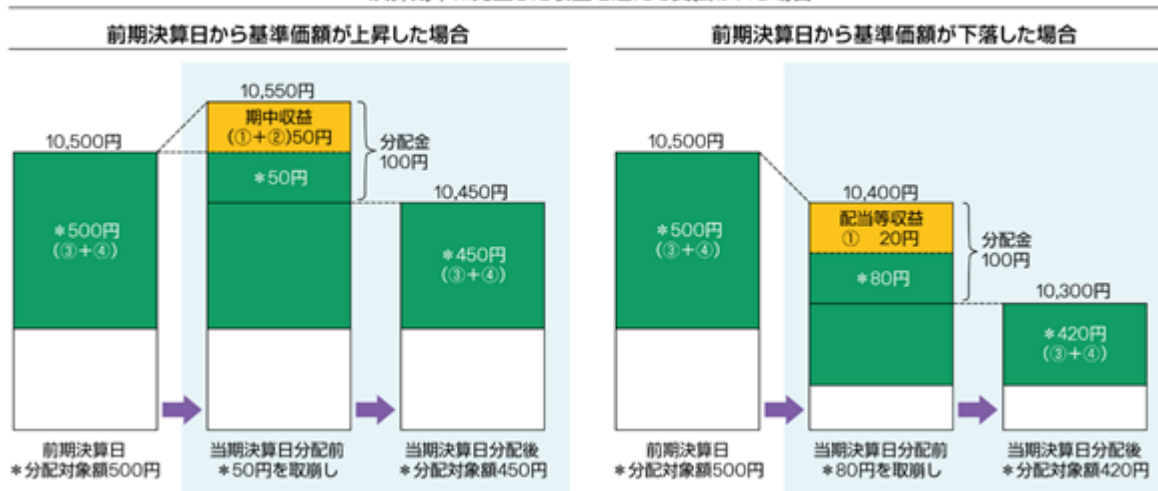 前期決算日から基準価額が上昇した場合
10,500円
*500円
(③+④)
前期決算日
*分配対象額500円
10,550円
期中収益
(①+②)50円
*50円
分配金
100円
当期決算日分配前
*50円を取崩し
10,450円
*450円
(③+④)
当期決算日分配後
*分配対象額450円
前期決算日から基準価額が下落した場合
10,500円
*500円
(③+④)
前期決算日
*分配対象額500円
10,400円
配当等収益
① 20円
*80円
分配金
100円
当期決算日分配前
*80円を取崩し
10,300円
*420円
(③+④)
当期決算日分配後
*分配対象額420円